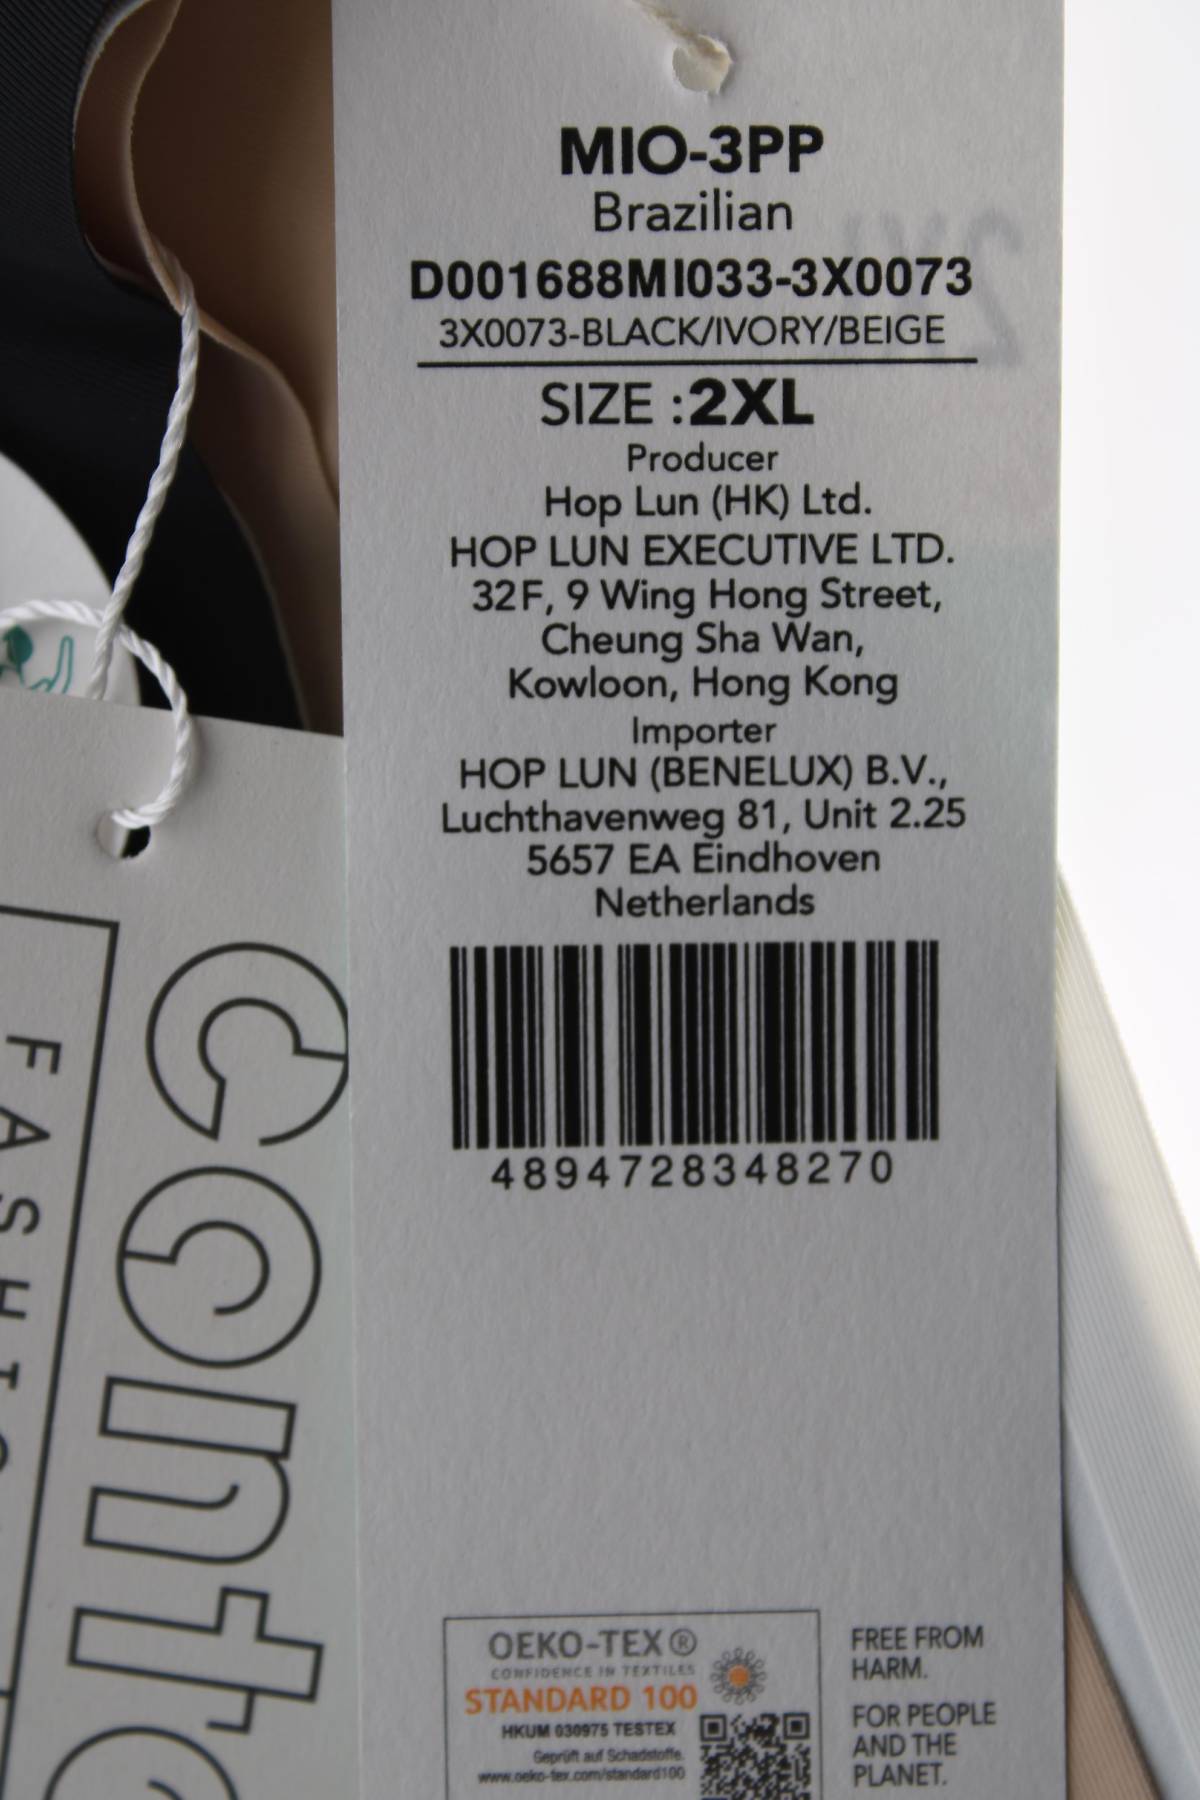 MIO-3PP
Brazilian
D001688MI033-3X0073
3X0073-BLACK/IVORY/BEIGE
SIZE :2XL
Producer
Hop Lun (HK) Ltd.
HOP LUN EXECUTIVE LTD.
32F, 9 Wing Hong Street,
Cheung Sha Wan,
Kowloon, Hong Kong
Importer
HOP LUN (BENELUX) B.V.,
Luchthavenweg 81, Unit 2.25
5657 EA Eindhoven
Netherlands
4894728348270
OEKO-TEX®
CONFIDENCE IN TEXTILES
STANDARD 100
HKUM 030975 TESTEX
Geprüft auf Schadstoffe.
www.oeko-tex.com/standard100
FREE FROM
HARM.
FOR PEOPLE
AND THE
PLANET.
2XL